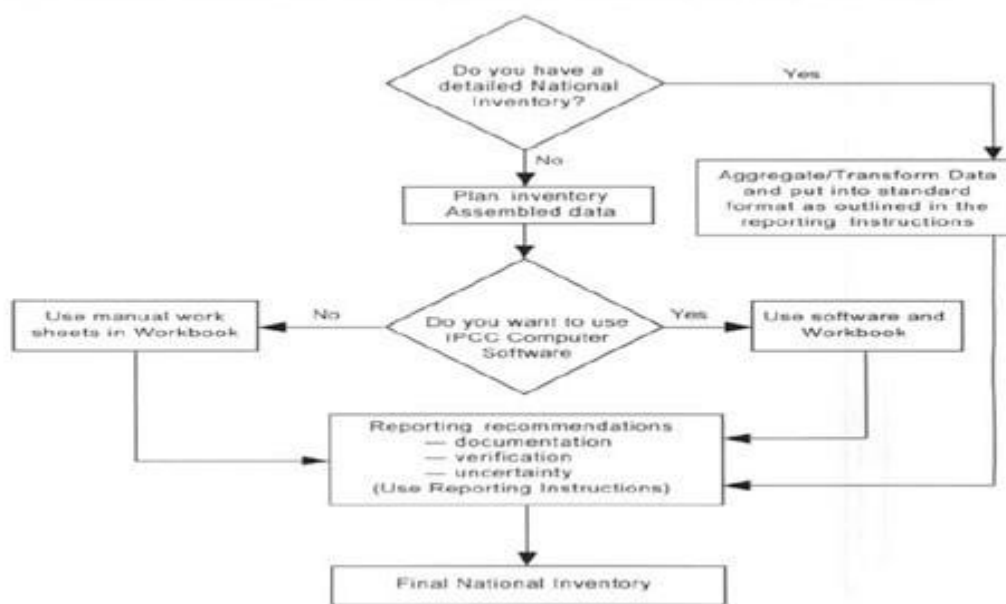 Do you have a
detailed National
Inventory?
Yes
No
Aggregate/Transform Data
and put into standard
format as outlined in the
reporting Instructions
Plan inventory
Assembled data
Use manual work
sheets in Workbook
No
Do you want to use
IPCC Computer
Software
Yes
Use software and
Workbook
Reporting recommendations
— documentation
— verification
— uncertainty
(Use Reporting Instructions)
Final National Inventory